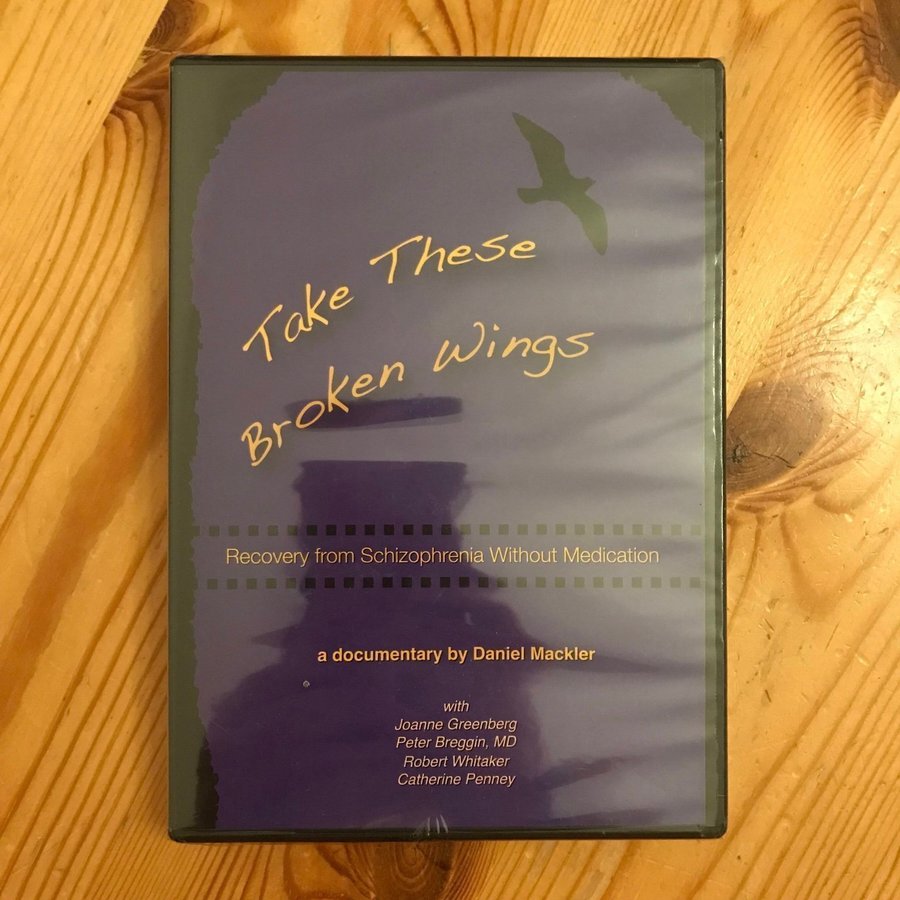 Take These
Broken Wings
Recovery from Schizophrenia Without Medication
a documentary by Daniel Mackler
with
Joanne Greenberg
Peter Breggin, MD
Robert Whitaker
Catherine Penney